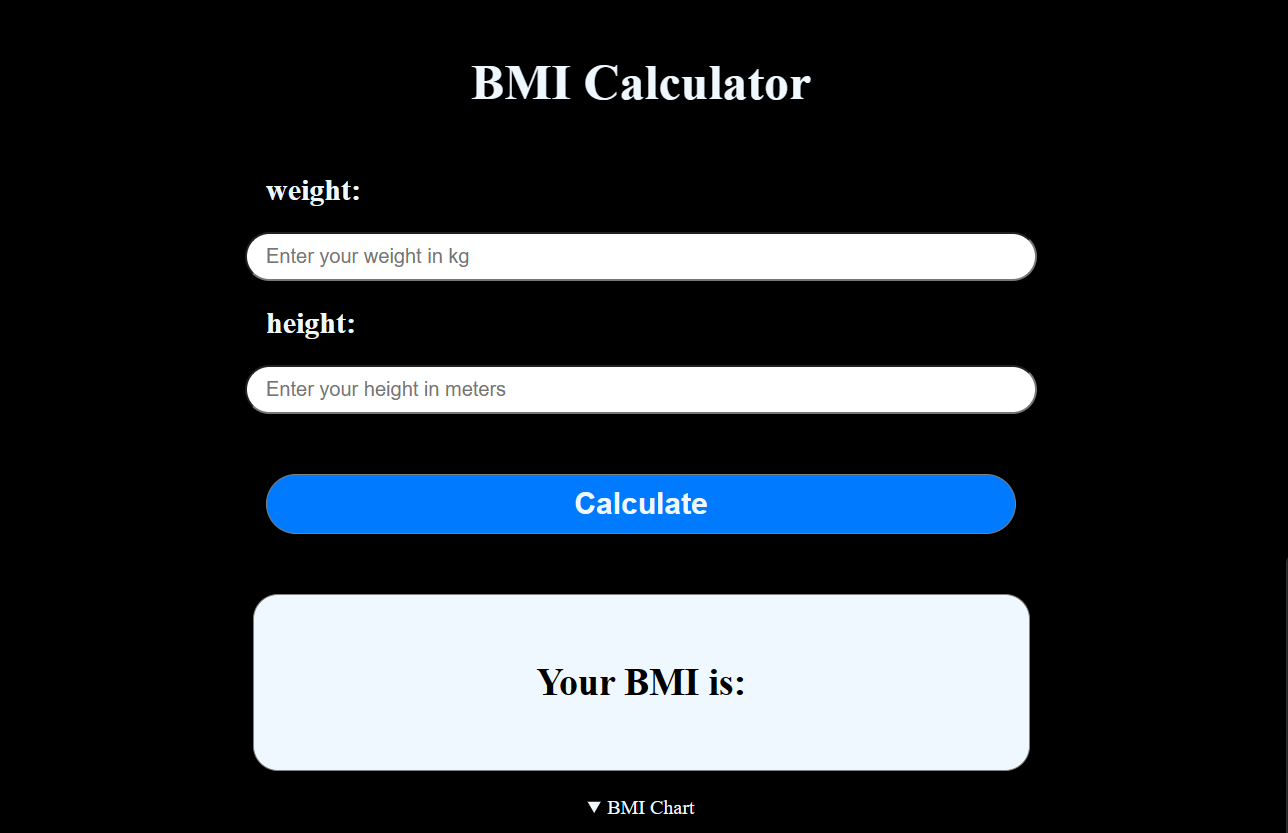 BMI Calculator
weight:
Enter your weight in kg
height:
Enter your height in meters
Calculate
Your BMI is:
▼ BMI Chart